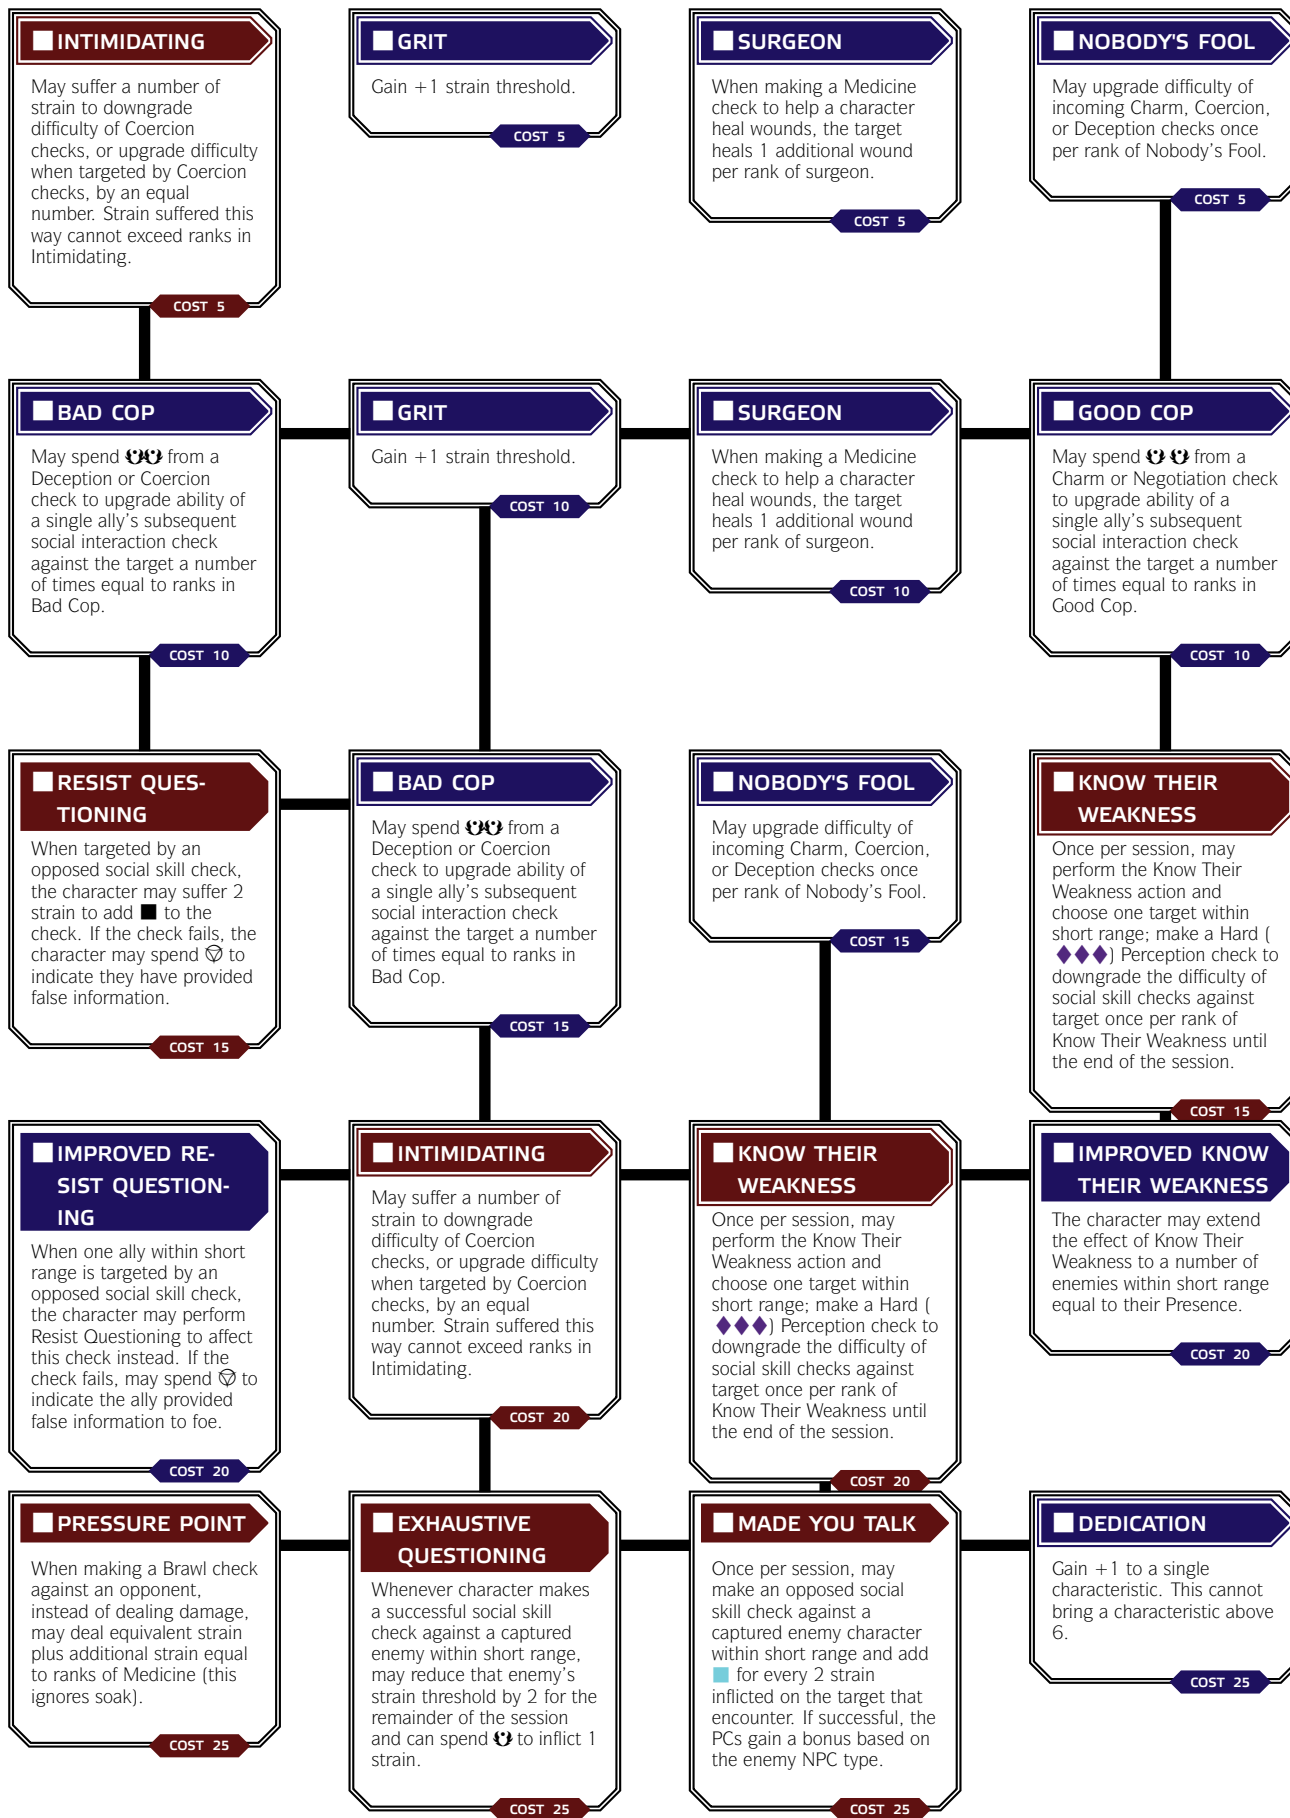 INTIMIDATING
May suffer a number of
strain to downgrade
difficulty of Coercion
checks, or upgrade difficulty
when targeted by Coercion
checks, by an equal
number. Strain suffered this
way cannot exceed ranks in
Intimidating.
COST 5
GRIT
Gain +1 strain threshold.
COST 5
SURGEON
When making a Medicine
check to help a character
heal wounds, the target
heals 1 additional wound
per rank of surgeon.
COST 5
NOBODY'S FOOL
May upgrade difficulty of
incoming Charm, Coercion,
or Deception checks once
per rank of Nobody's Fool.
COST 5
BAD COP
May spend from a
Deception or Coercion
check to upgrade ability of
a single ally's subsequent
social interaction check
against the target a number
of times equal to ranks in
Bad Cop.
COST 10
GRIT
Gain +1 strain threshold.
COST 10
SURGEON
When making a Medicine
check to help a character
heal wounds, the target
heals 1 additional wound
per rank of surgeon.
COST 10
GOOD COP
May spend from a
Charm or Negotiation check
to upgrade ability of a
single ally's subsequent
social interaction check
against the target a number
of times equal to ranks in
Good Cop.
COST 10
RESIST QUES-
TIONING
When targeted by an
opposed social skill check,
the character may suffer 2
strain to add ■ to the
check. If the check fails, the
character may spend to
indicate they have provided
false information.
COST 15
BAD COP
May spend from a
Deception or Coercion
check to upgrade ability of
a single ally's subsequent
social interaction check
against the target a number
of times equal to ranks in
Bad Cop.
COST 15
NOBODY'S FOOL
May upgrade difficulty of
incoming Charm, Coercion,
or Deception checks once
per rank of Nobody's Fool.
COST 15
KNOW THEIR
WEAKNESS
Once per session, may
perform the Know Their
Weakness action and
choose one target within
short range; make a Hard (
◆◆◆) Perception check to
downgrade the difficulty of
social skill checks against
target once per rank of
Know Their Weakness until
the end of the session.
COST 15
IMPROVED RE-
SIST QUESTION-
ING
When one ally within short
range is targeted by an
opposed social skill check,
the character may perform
Resist Questioning to affect
this check instead. If the
check fails, may spend to
indicate the ally provided
false information to foe.
COST 20
INTIMIDATING
May suffer a number of
strain to downgrade
difficulty of Coercion
checks, or upgrade difficulty
when targeted by Coercion
checks, by an equal
number. Strain suffered this
way cannot exceed ranks in
Intimidating.
COST 20
KNOW THEIR
WEAKNESS
Once per session, may
perform the Know Their
Weakness action and
choose one target within
short range; make a Hard (
◆◆◆) Perception check to
downgrade the difficulty of
social skill checks against
target once per rank of
Know Their Weakness until
the end of the session.
COST 20
IMPROVED KNOW
THEIR WEAKNESS
The character may extend
the effect of Know Their
Weakness to a number of
enemies within short range
equal to their Presence.
COST 20
PRESSURE POINT
When making a Brawl check
against an opponent,
instead of dealing damage,
may deal equivalent strain
plus additional strain equal
to ranks of Medicine (this
ignores soak).
COST 25
EXHAUSTIVE
QUESTIONING
Whenever character makes
a successful social skill
check against a captured
enemy within short range,
may reduce that enemy's
strain threshold by 2 for the
remainder of the session
and can spend to inflict 1
strain.
COST 25
MADE YOU TALK
Once per session, may
make an opposed social
skill check against a
captured enemy character
within short range and add
■ for every 2 strain
inflicted on the target that
encounter. If successful, the
PCs gain a bonus based on
the enemy NPC type.
COST 25
DEDICATION
Gain +1 to a single
characteristic. This cannot
bring a characteristic above
6.
COST 25